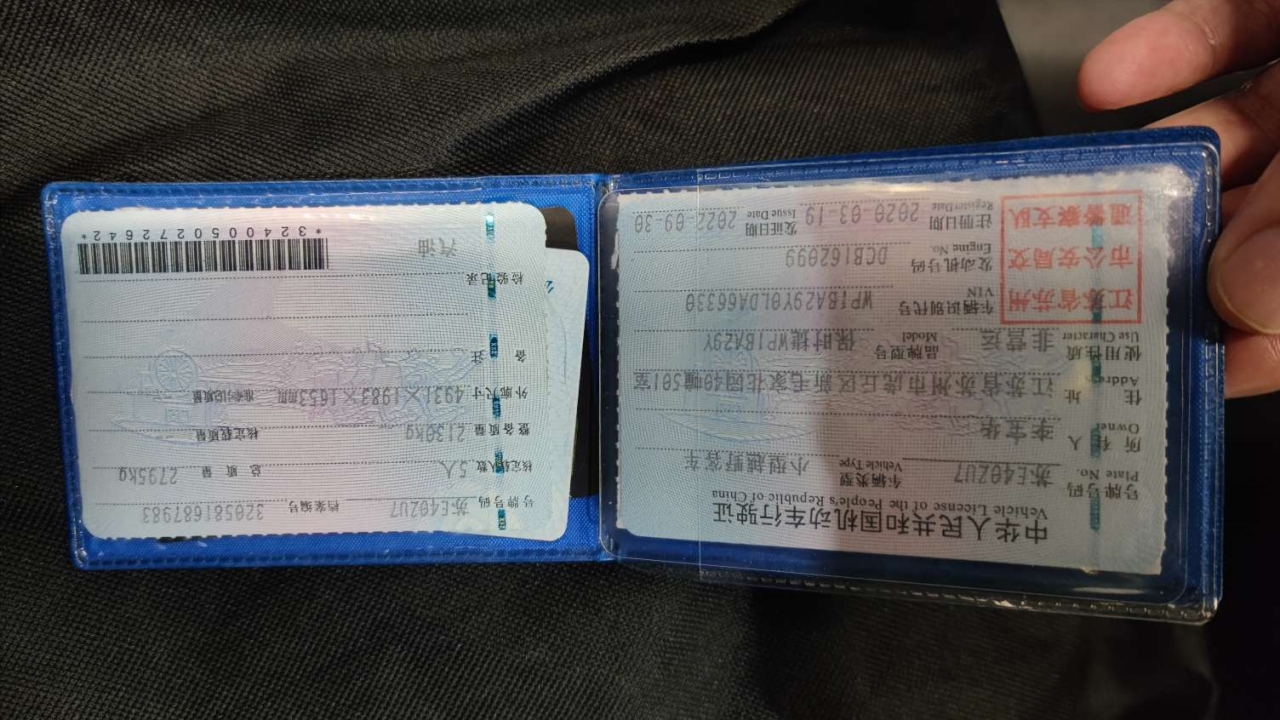 中华人民共和国机动车行驶证
Vehicle License of the People's Republic of China
号牌号码 苏E40ZU7 车辆类型 小型越野客车
Plate No. Vehicle Type
所有人 李宝华
Owner
住址 江苏省苏州市虎丘区新毛家花园40幢501室
Address
使用性质 非营运 品牌型号 保时捷WP1BA29Y
Use Character Model
车辆识别代号 WP1BA29Y0LDA66330
VIN
发动机号码 DCB162099
Engine No.
注册日期 2020-03-19 发证日期 2022-09-30
Register Date Issue Date
江苏省苏州
市公安局交
通警察支队
号牌号码 苏E40ZU7 档案编号 320581687983
核定载人数 5人 总质量 2795kg
整备质量 2130kg 核定载质量
外廓尺寸 4931×1983×1653mm 准牵引总质量
备注
检验记录
汽油
*3240050272642*